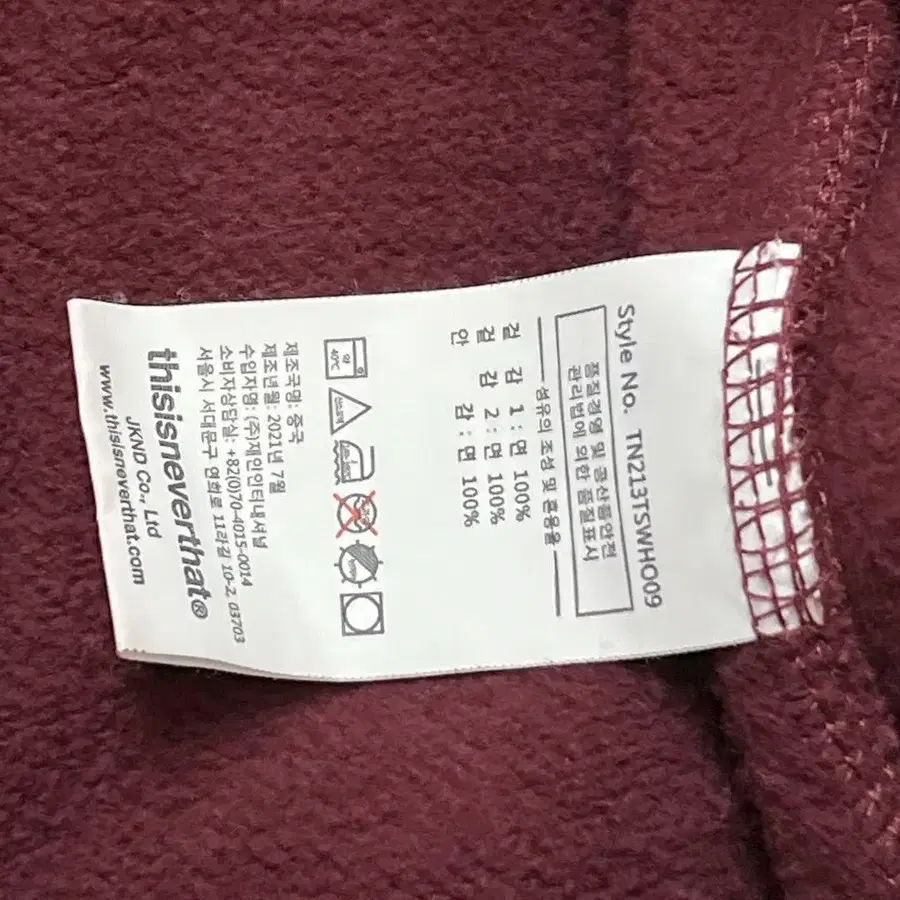 Style No. TN213TSWHO09
품질경영 및 공산품안전
관리법에 의한 품질표시
섬유의 조성 및 혼용율
겉 감 1 : 면 100%
겉 감 2 : 면 100%
안 감 : 면 100%
약
40℃
제조국명: 중국
제조년월: 2021년 7월
수입자명: (주)제인인터내셔널
소비자상담실: +82(0)70-4015-0014
서울시 서대문구 연희로 11라길 10-2 03703
thisisneverthat®
JKND Co., Ltd
www.thisisneverthat.com